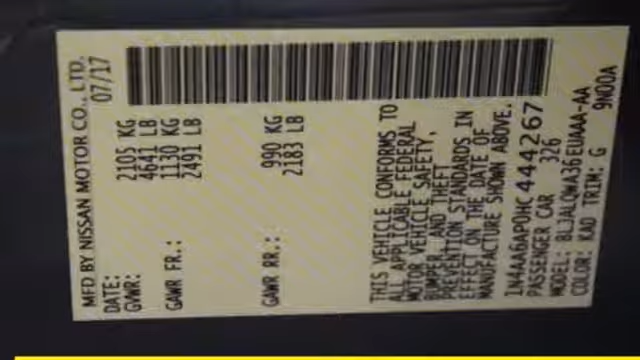 MFD BY NISSAN MOTOR CO., LTD.
DATE: 07/17
GVWR: 2105 KG
4641 LB
GAWR FR.: 1130 KG
2491 LB
GAWR RR.: 990 KG
2183 LB
THIS VEHICLE CONFORMS TO
ALL APPLICABLE FEDERAL
MOTOR VEHICLE SAFETY,
BUMPER, AND THEFT
PREVENTION STANDARDS IN
EFFECT ON THE DATE OF
MANUFACTURE SHOWN ABOVE.
1N4AA6AP0HC444267
PASSENGER CAR 326
MODEL: BLJALQWA36EUAAA-AA
COLOR: KAD TRIM: G 9N00A